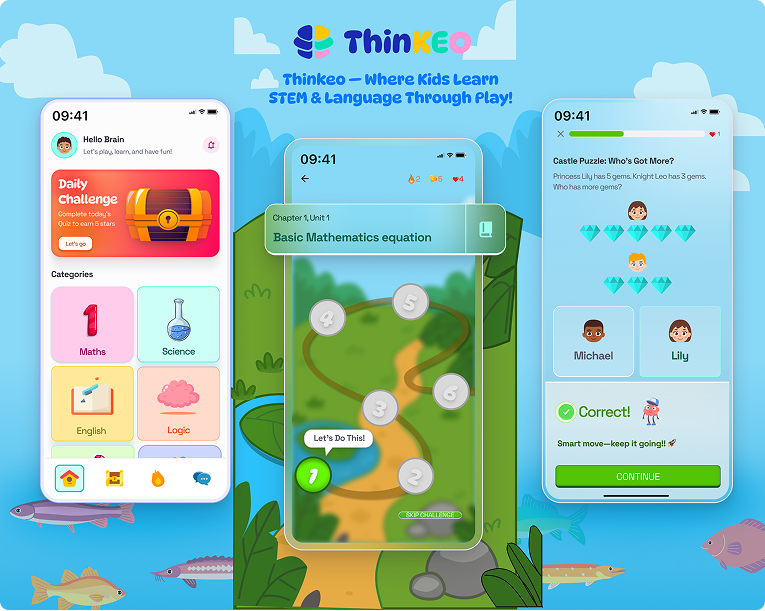 ThinKEO
Thinkeo — Where Kids Learn
STEM & Language Through Play!
09:41
Hello Brain
Let's play, learn, and have fun!
Daily
Challenge
Complete today's
Quiz to earn 5 stars
Let's go
Categories
1
Maths
Science
English
Logic
09:41
2
5
4
Chapter 1, Unit 1
Basic Mathematics equation
5
4
6
3
Let's Do This!
1
2
SKIP CHALLENGE
09:41
1
Castle Puzzle: Who's Got More?
Princess Lily has 5 gems. Knight Leo has 3 gems.
Who has more gems?
Michael
Lily
Correct!
Smart move—keep it going!! 🚀
CONTINUE